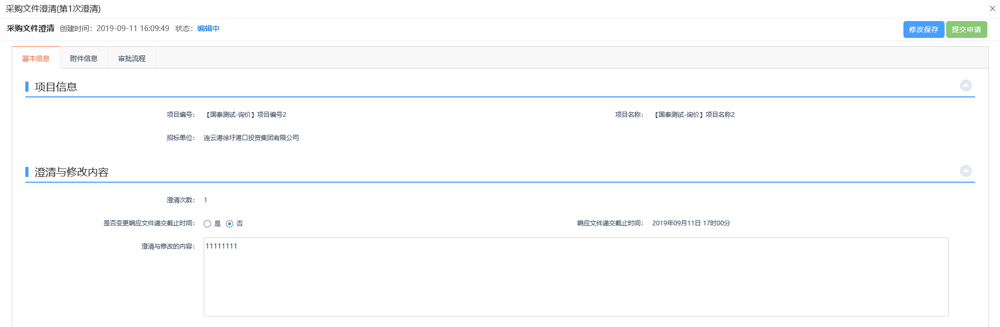 采购文件澄清(第1次澄清)
采购文件澄清 创建时间：2019-09-11 16:09:49 状态：编辑中 修改保存 提交申请
基本信息 附件信息 审批流程
项目信息
项目编号： 【国泰测试-询价】项目编号2 项目名称： 【国泰测试-询价】项目名称2
招标单位： 连云港徐圩港口投资集团有限公司
澄清与修改内容
澄清次数： 1
是否变更响应文件递交截止时间： 是 否 响应文件递交截止时间： 2019年09月11日 17时00分
澄清与修改的内容： 11111111